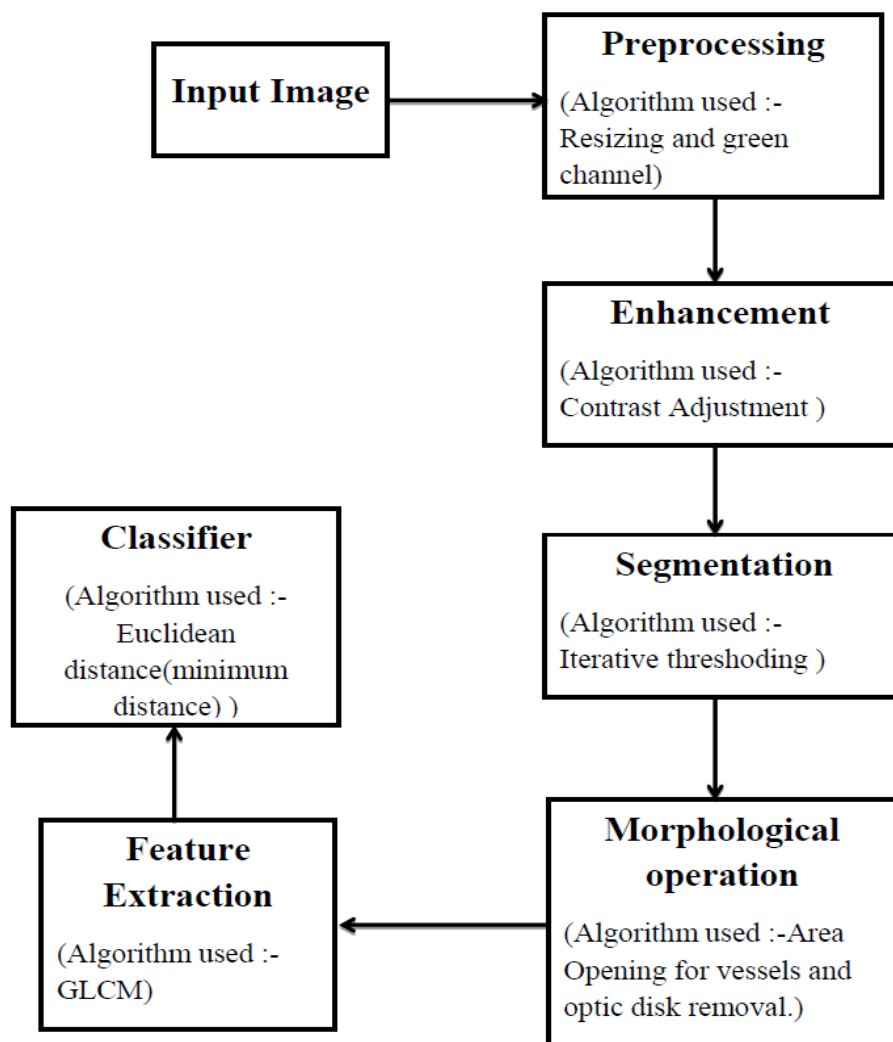 Input Image
Preprocessing
(Algorithm used :-
Resizing and green
channel)
Enhancement
(Algorithm used :-
Contrast Adjustment )
Segmentation
(Algorithm used :-
Iterative threshoding )
Morphological
operation
(Algorithm used :-Area
Opening for vessels and
optic disk removal.)
Feature
Extraction
(Algorithm used :-
GLCM)
Classifier
(Algorithm used :-
Euclidean
distance(minimum
distance) )